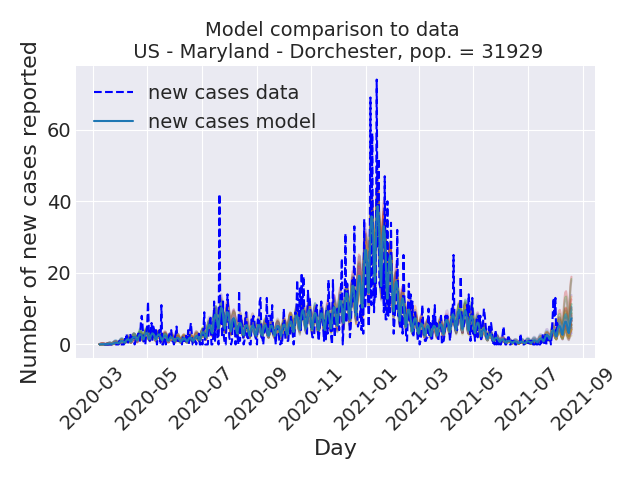 Model comparison to data
US - Maryland - Dorchester, pop. = 31929
Number of new cases reported
new cases data
new cases model
60
40
20
0
2020-03
2020-05
2020-07
2020-09
2020-11
2021-01
2021-03
2021-05
2021-07
2021-09
Day